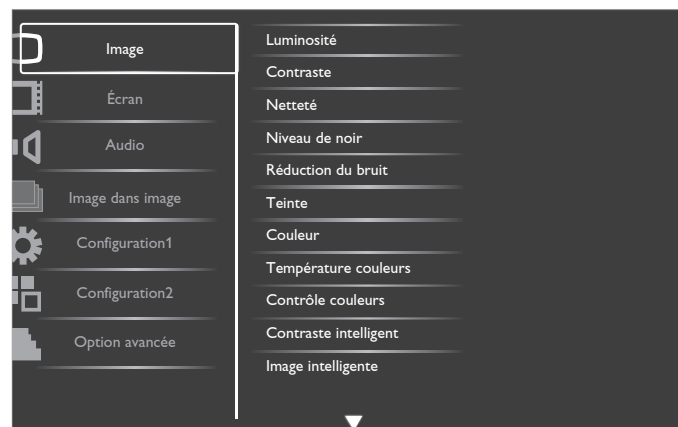 Image
Écran
Audio
Image dans image
Configuration1
Configuration2
Option avancée
Luminosité
Contraste
Netteté
Niveau de noir
Réduction du bruit
Teinte
Couleur
Température couleurs
Contrôle couleurs
Contraste intelligent
Image intelligente